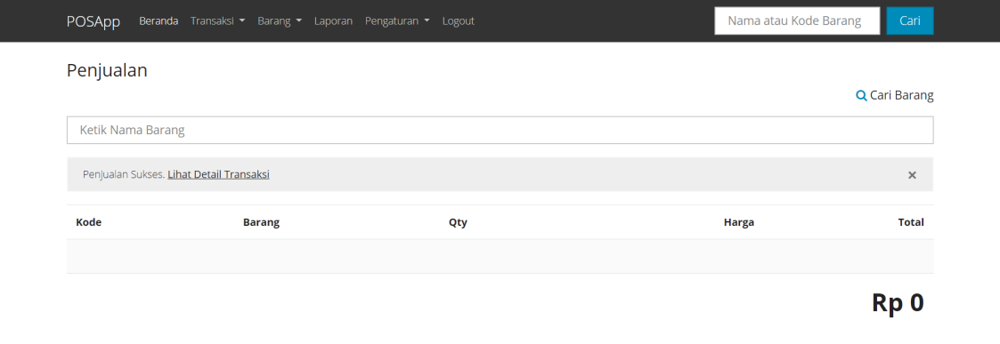 POSApp Beranda Transaksi Barang Laporan Pengaturan Logout Nama atau Kode Barang Cari
Penjualan
Cari Barang
Ketik Nama Barang
Penjualan Sukses. Lihat Detail Transaksi ×
Kode Barang Qty Harga Total
Rp 0